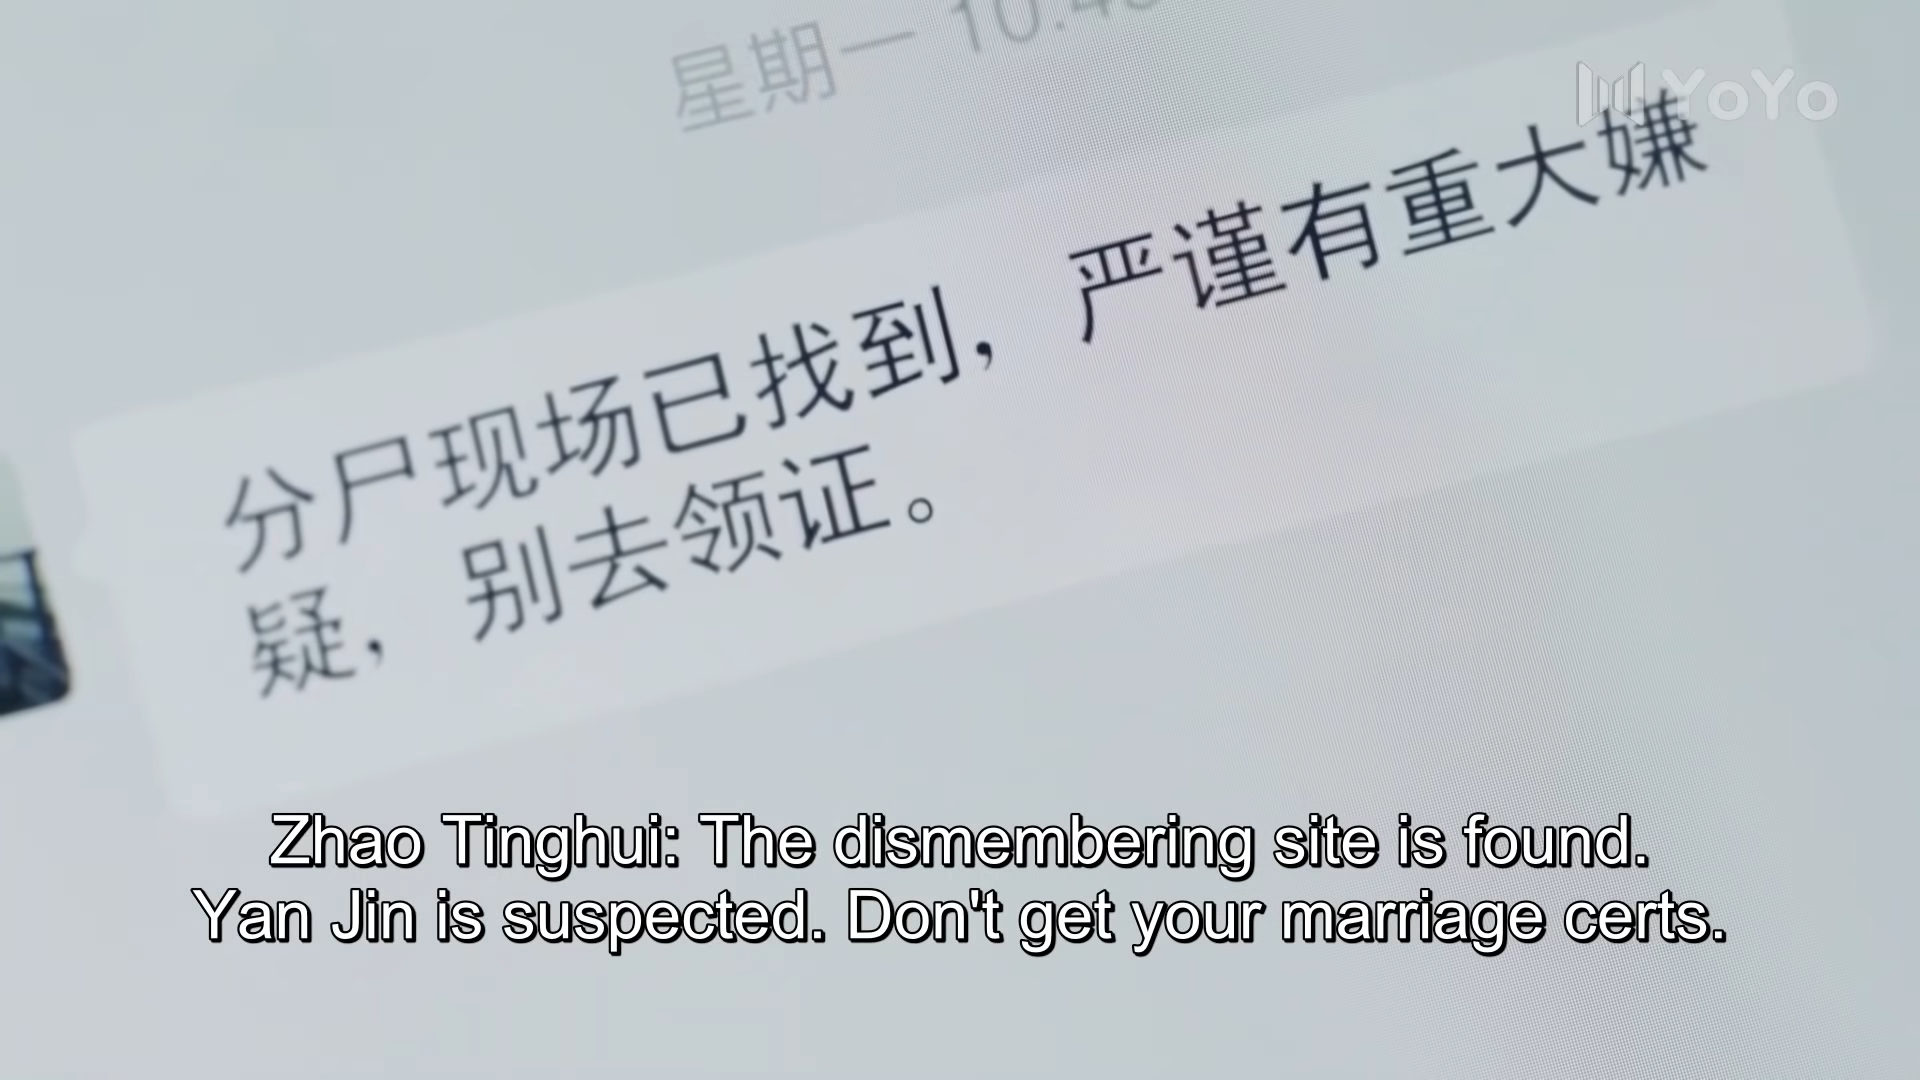 星期一 10:48
YoYo
分尸现场已找到，严谨有重大嫌
疑，别去领证。
Zhao Tinghui: The dismembering site is found.
Yan Jin is suspected. Don't get your marriage certs.